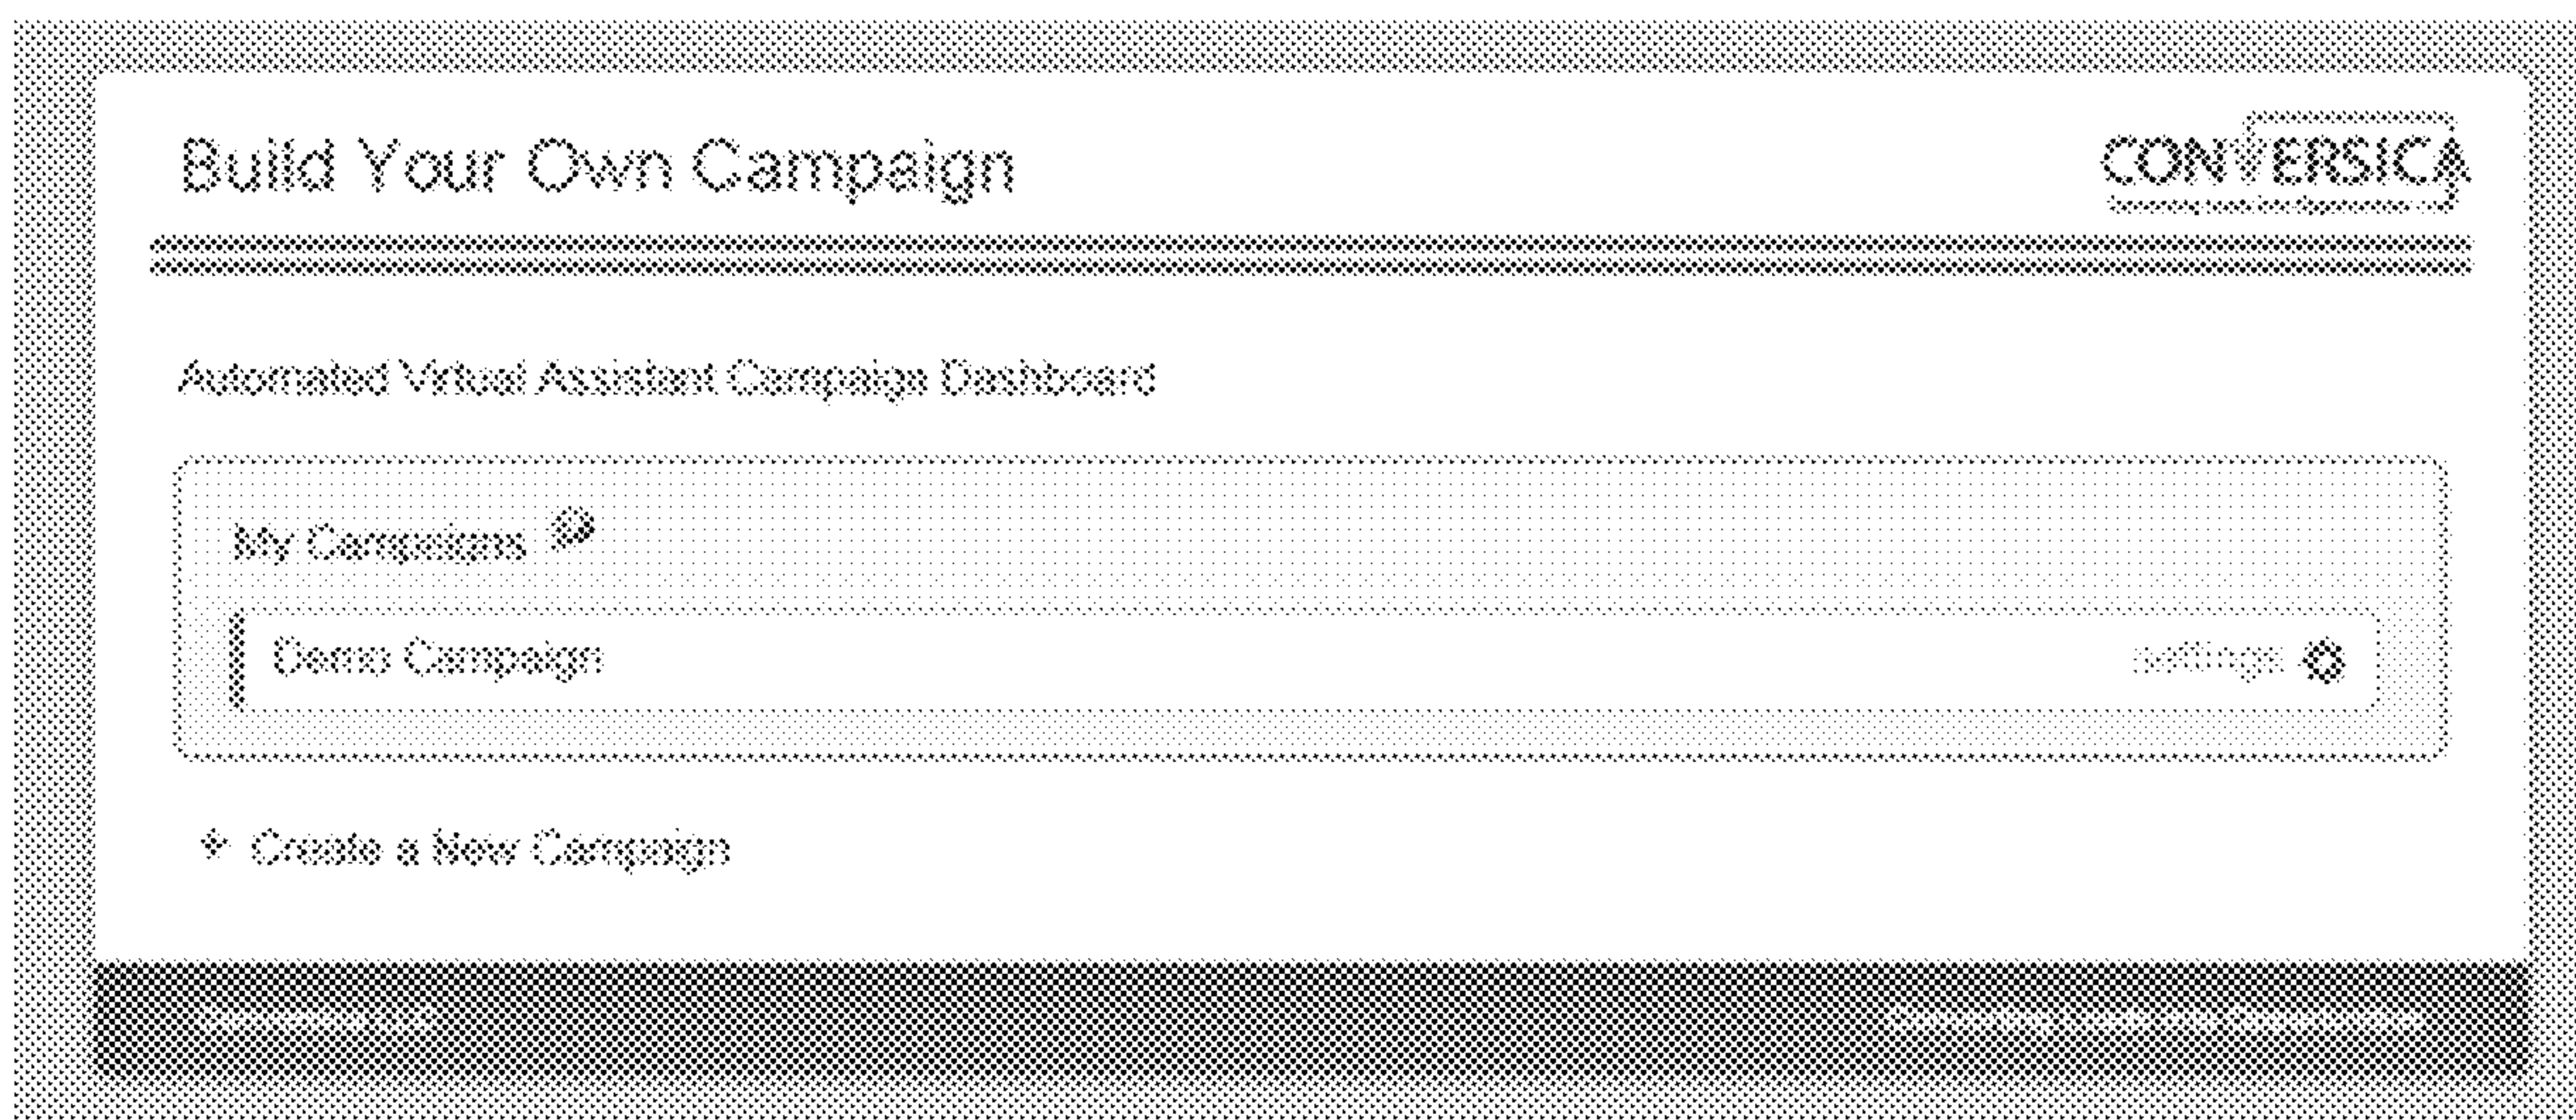 Build Your Own Campaign
CONVERSICA
Automated Virtual Assistant Campaign Dashboard
My Campaigns
Demo Campaign
settings
+ Create a New Campaign